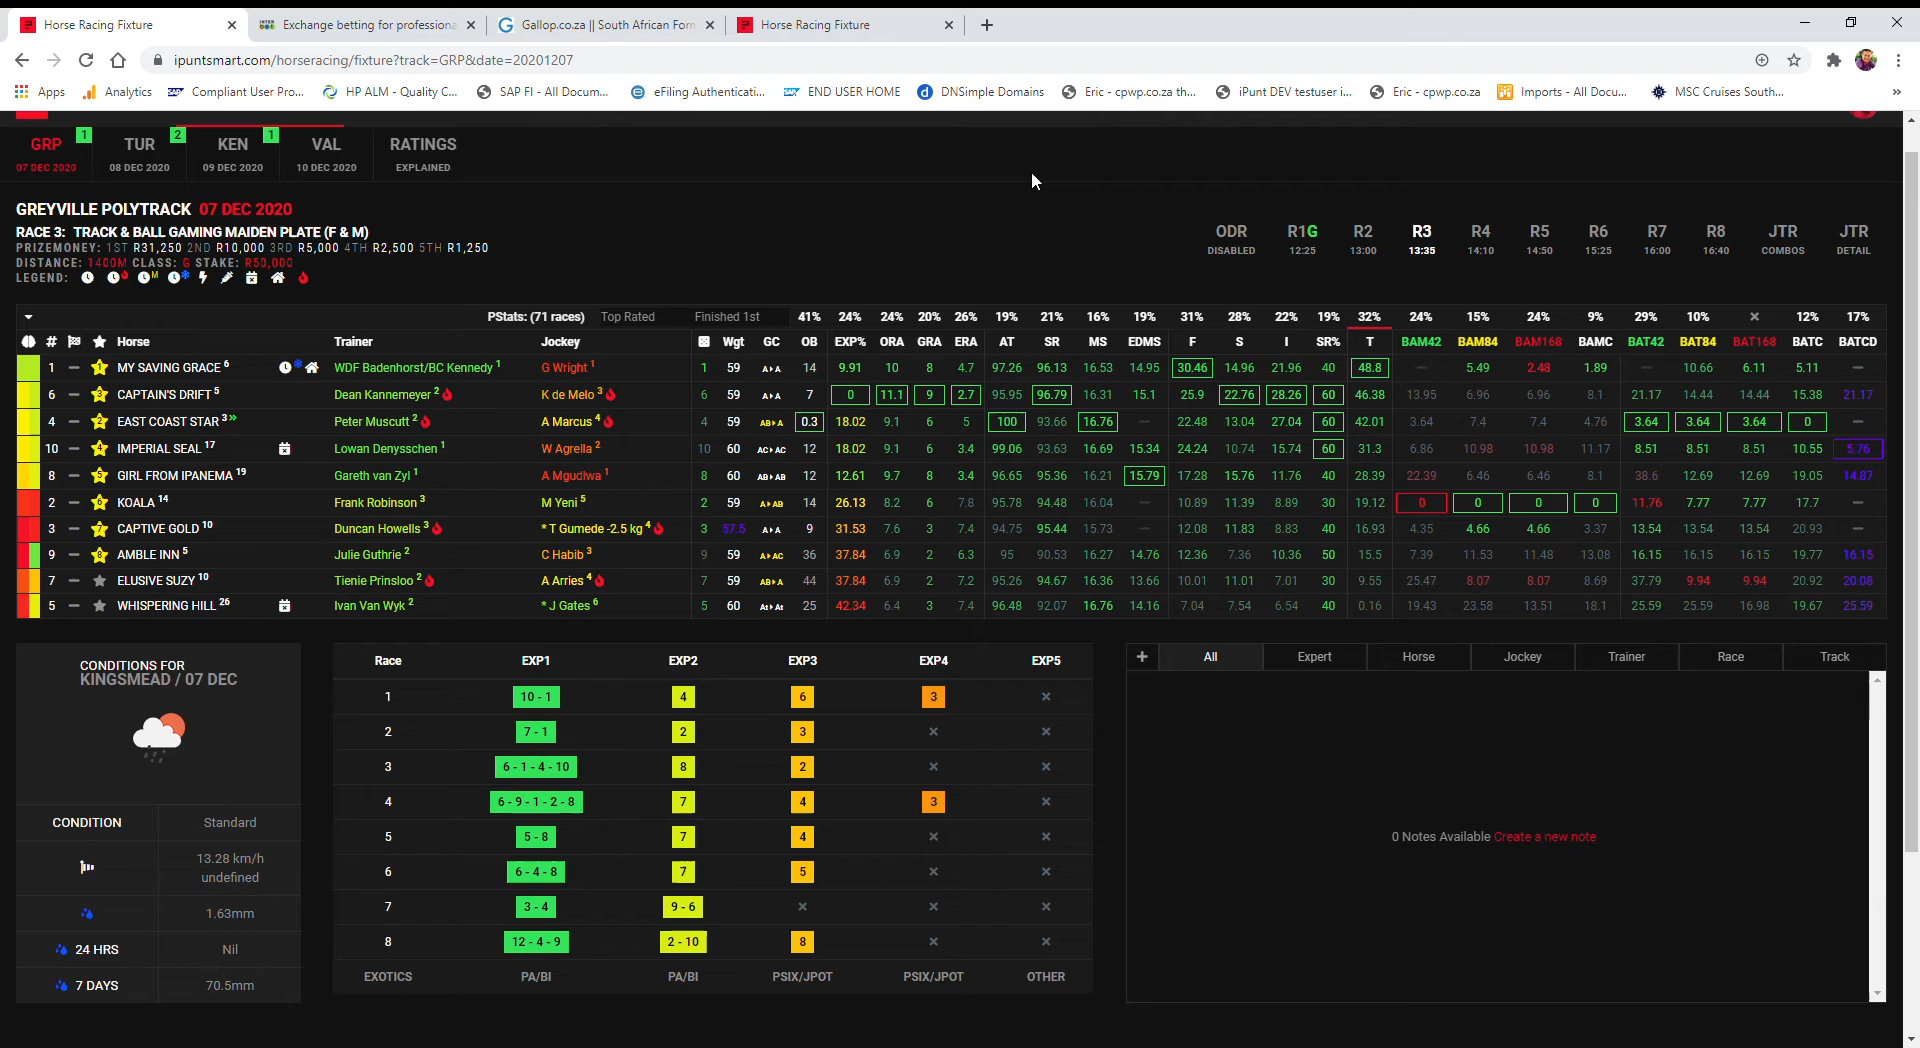 Horse Racing Fixture
Exchange betting for professiona
Gallop.co.za || South African Forn
Horse Racing Fixture
ipuntsmart.com/horseracing/fixture?track=GRP&date=20201207
Apps Analytics Compliant User Pro... HP ALM - Quality C... SAP FI - All Docum... eFiling Authenticati... END USER HOME DNSimple Domains Eric - cpwp.co.za th... iPunt DEV testuser i... Eric - cpwp.co.za Imports - All Docu... MSC Cruises South... »
GRP 1 TUR 2 KEN 1 VAL RATINGS
07 DEC 2020 08 DEC 2020 09 DEC 2020 10 DEC 2020 EXPLAINED
GREYVILLE POLYTRACK 07 DEC 2020
RACE 3: TRACK & BALL GAMING MAIDEN PLATE (F & M)
PRIZEMONEY: 1ST R31,250 2ND R10,000 3RD R5,000 4TH R2,500 5TH R1,250
DISTANCE: 1400M CLASS: G STAKE: R50,000
LEGEND:
ODR R1G R2 R3 R4 R5 R6 R7 R8 JTR JTR
DISABLED 12:25 13:00 13:35 14:10 14:50 15:25 16:00 16:40 COMBOS DETAIL
PStats: (71 races) Top Rated Finished 1st 41% 24% 24% 20% 26% 19% 21% 16% 19% 31% 28% 22% 19% 32% 24% 15% 24% 9% 29% 10% × 12% 17%
# Horse Trainer Jockey Wgt GC OB EXP% ORA GRA ERA AT SR MS EDMS F S I SR% T BAM42 BAM84 BAM168 BAMC BAT42 BAT84 BAT168 BATC BATCD
1 — 1 MY SAVING GRACE 6 WDF Badenhorst/BC Kennedy 1 G Wright 1 1 59 A▸A 14 9.91 10 8 4.7 97.26 96.13 16.53 14.95 30.46 14.96 21.96 40 48.8 — 5.49 2.48 1.89 — 10.66 6.11 5.11 —
6 — 3 CAPTAIN'S DRIFT 5 Dean Kannemeyer 2 K de Melo 3 6 59 A▸A 7 0 11.1 9 2.7 95.95 96.79 16.31 15.1 25.9 22.76 28.26 60 46.38 13.95 6.96 6.96 8.1 21.17 14.44 14.44 15.38 21.17
4 — 2 EAST COAST STAR 3 » Peter Muscutt 2 A Marcus 4 4 59 AB▸A 0.3 18.02 9.1 6 5 100 93.66 16.76 — 22.48 13.04 27.04 60 42.01 3.64 7.4 7.4 4.76 3.64 3.64 3.64 0 —
10 — 4 IMPERIAL SEAL 17 Lowan Denysschen 1 W Agrella 2 10 60 AC▸AC 12 18.02 9.1 6 3.4 99.06 93.63 16.69 15.34 24.24 10.74 15.74 60 31.3 6.86 10.98 10.98 11.17 8.51 8.51 8.51 10.55 5.76
8 — 5 GIRL FROM IPANEMA 19 Gareth van Zyl 1 A Mgudlwa 1 8 60 AB▸AB 12 12.61 9.7 8 3.4 96.65 95.36 16.21 15.79 17.28 15.76 11.76 40 28.39 22.39 6.46 6.46 8.1 38.6 12.69 12.69 19.05 14.87
2 — 6 KOALA 14 Frank Robinson 3 M Yeni 5 2 59 A▸AB 14 26.13 8.2 6 7.8 95.78 94.48 16.04 — 10.89 11.39 8.89 30 19.12 0 0 0 0 11.76 7.77 7.77 17.7 —
3 — 7 CAPTIVE GOLD 10 Duncan Howells 3 * T Gumede -2.5 kg 4 3 57.5 A▸A 9 31.53 7.6 3 7.4 94.75 95.44 15.73 — 12.08 11.83 8.83 40 16.93 4.35 4.66 4.66 3.37 13.54 13.54 13.54 20.93 —
9 — 8 AMBLE INN 5 Julie Guthrie 2 C Habib 3 9 59 A▸AC 36 37.84 6.9 2 6.3 95 90.53 16.27 14.76 12.36 7.36 10.36 50 15.5 7.39 11.53 11.48 13.08 16.15 16.15 16.15 19.77 16.15
7 — ELUSIVE SUZY 10 Tienie Prinsloo 2 A Arries 4 7 59 AB▸A 44 37.84 6.9 2 7.2 95.26 94.67 16.36 13.66 10.01 11.01 7.01 30 9.55 25.47 8.07 8.07 8.69 37.79 9.94 9.94 20.92 20.08
5 — WHISPERING HILL 26 Ivan Van Wyk 2 * J Gates 6 5 60 At▸At 25 42.34 6.4 3 7.4 96.48 92.07 16.76 14.16 7.04 7.54 6.54 40 0.16 19.43 23.58 13.51 18.1 25.59 25.59 16.98 19.67 25.59
CONDITIONS FOR
KINGSMEAD / 07 DEC
CONDITION Standard
13.28 km/h
undefined
1.63mm
24 HRS Nil
7 DAYS 70.5mm
Race EXP1 EXP2 EXP3 EXP4 EXP5
1 10 - 1 4 6 3 ×
2 7 - 1 2 3 × ×
3 6 - 1 - 4 - 10 8 2 × ×
4 6 - 9 - 1 - 2 - 8 7 4 3 ×
5 5 - 8 7 4 × ×
6 6 - 4 - 8 7 5 × ×
7 3 - 4 9 - 6 × × ×
8 12 - 4 - 9 2 - 10 8 × ×
EXOTICS PA/BI PA/BI PSIX/JPOT PSIX/JPOT OTHER
+ All Expert Horse Jockey Trainer Race Track
0 Notes Available Create a new note